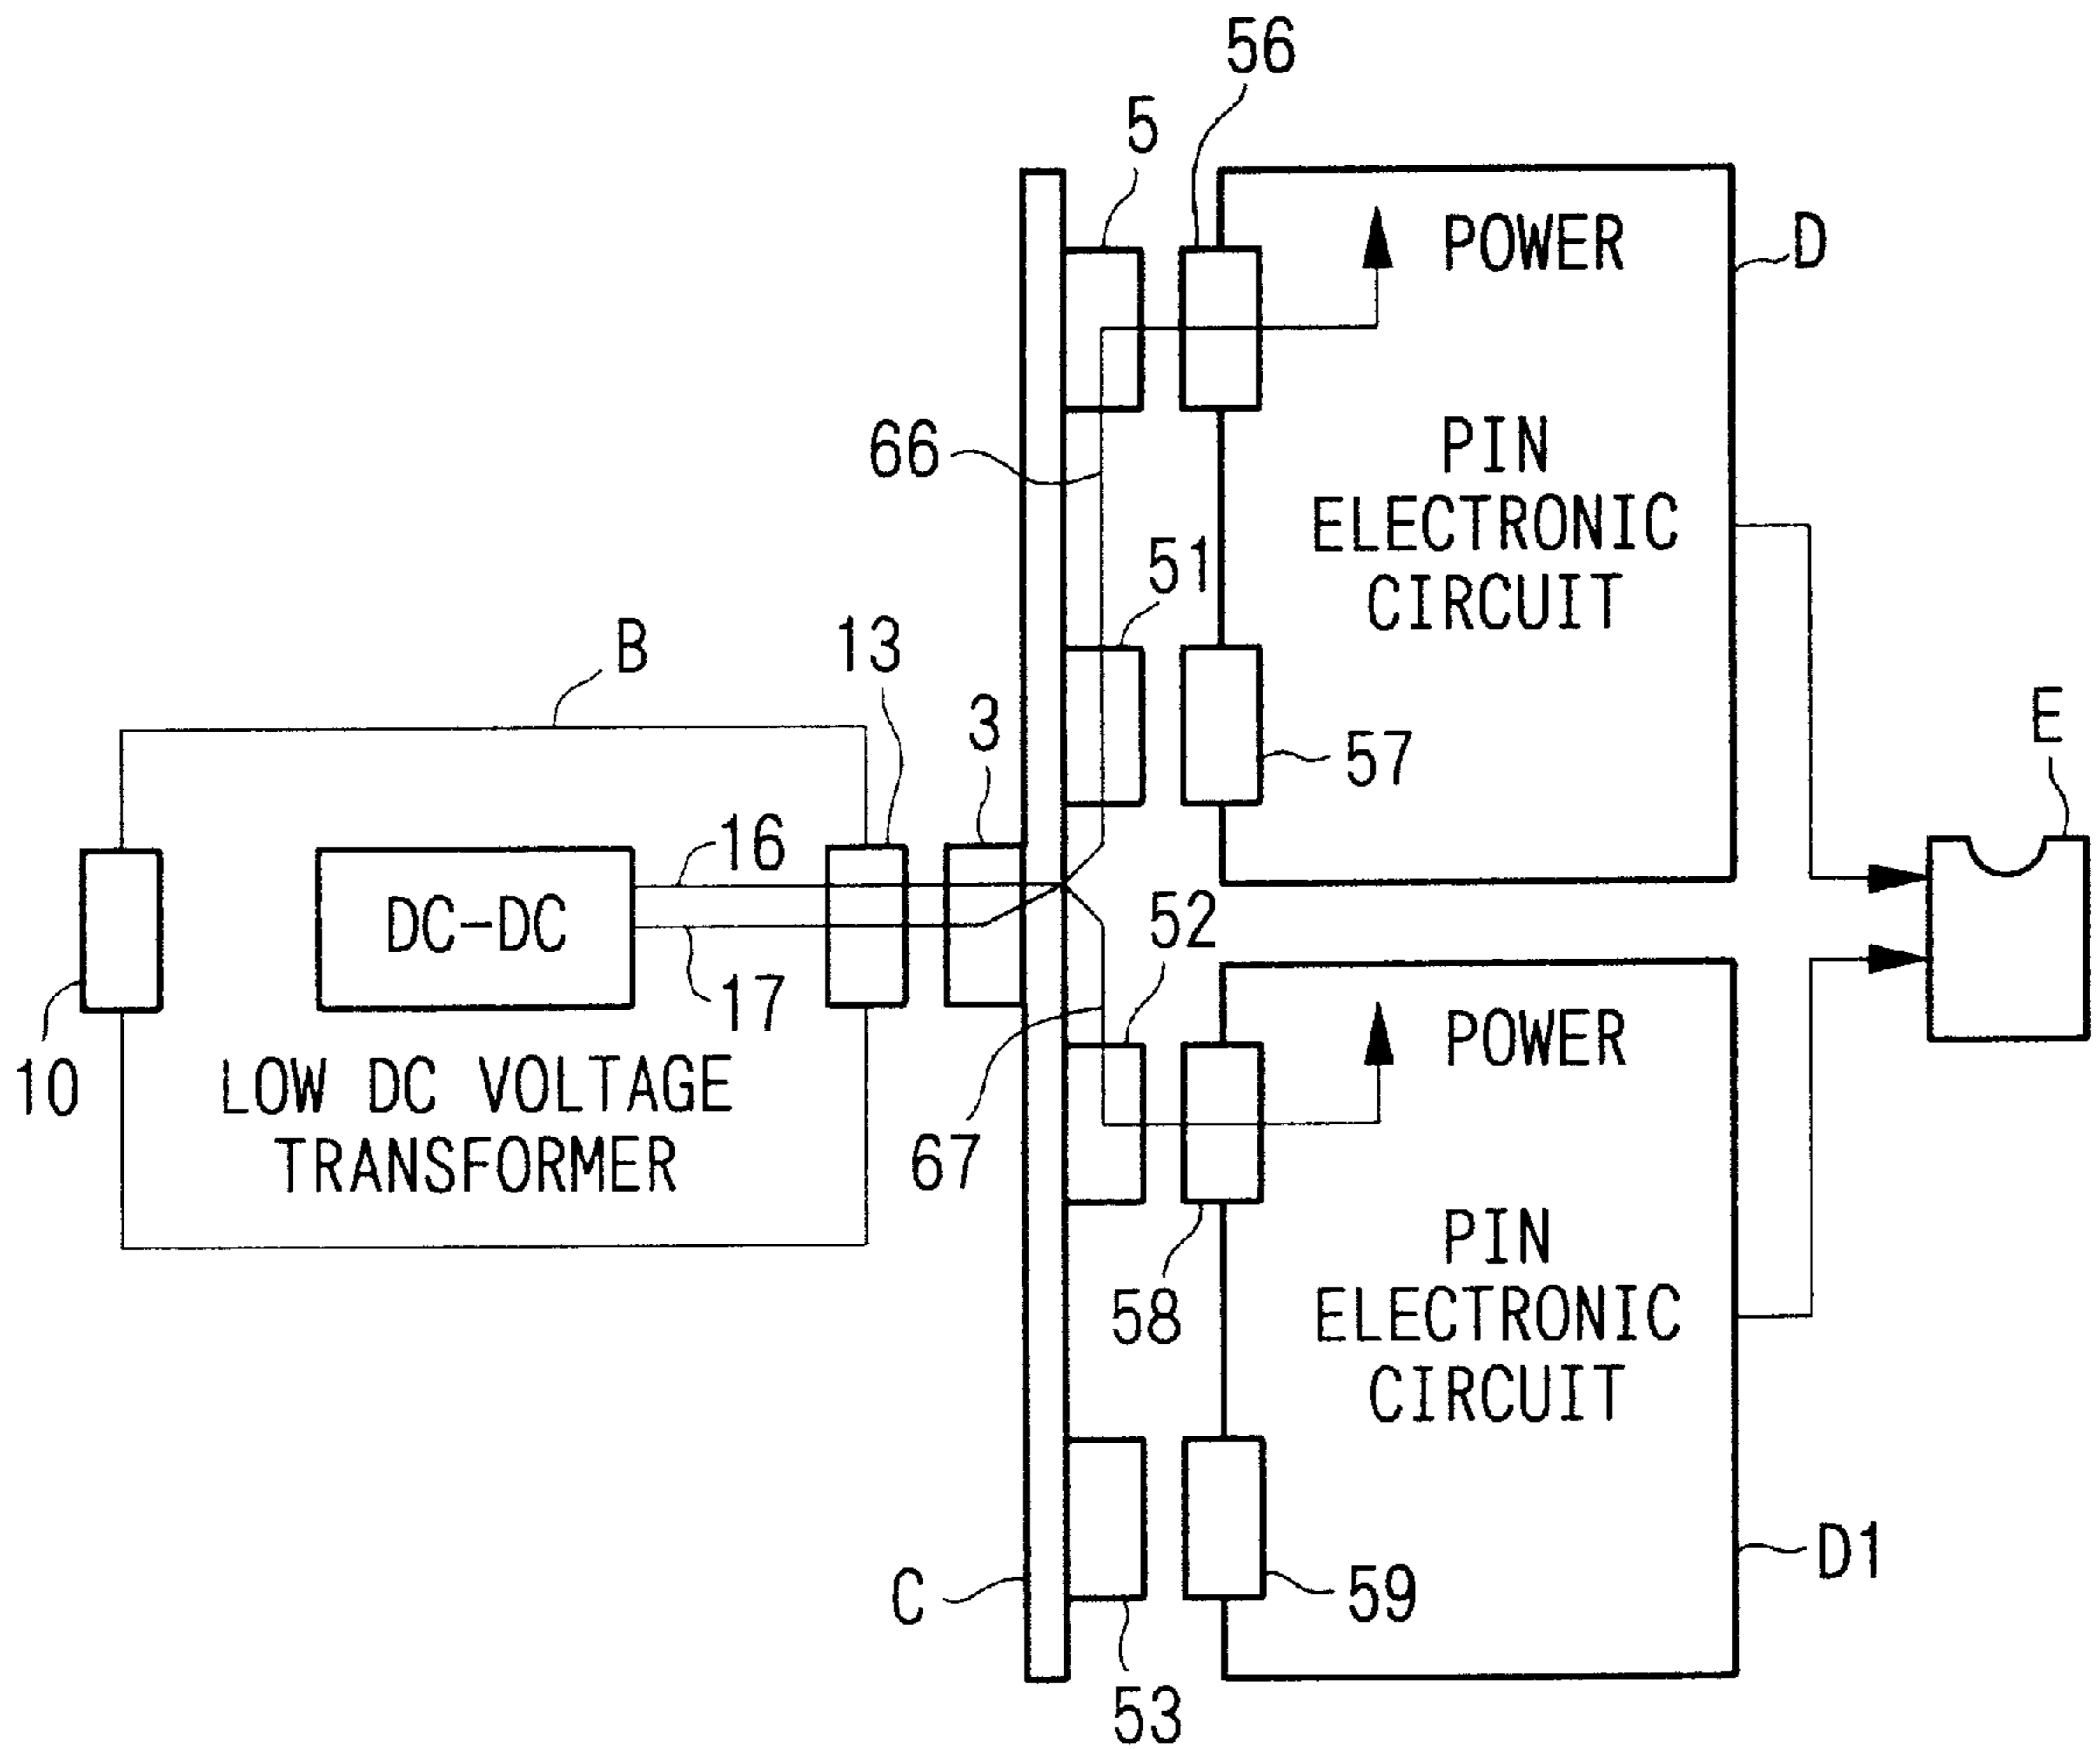 56
5
POWER
D
66
PIN
ELECTRONIC
CIRCUIT
51
B
13
3
57
E
16
DC-DC
52
17
10
LOW DC VOLTAGE
TRANSFORMER
POWER
67
58
PIN
ELECTRONIC
CIRCUIT
C
59
D1
53